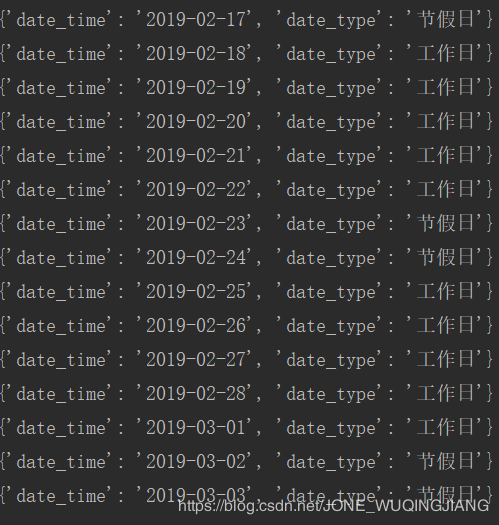 {'date_time': '2019-02-17', 'date_type': '节假日'}
{'date_time': '2019-02-18', 'date_type': '工作日'}
{'date_time': '2019-02-19', 'date_type': '工作日'}
{'date_time': '2019-02-20', 'date_type': '工作日'}
{'date_time': '2019-02-21', 'date_type': '工作日'}
{'date_time': '2019-02-22', 'date_type': '工作日'}
{'date_time': '2019-02-23', 'date_type': '节假日'}
{'date_time': '2019-02-24', 'date_type': '节假日'}
{'date_time': '2019-02-25', 'date_type': '工作日'}
{'date_time': '2019-02-26', 'date_type': '工作日'}
{'date_time': '2019-02-27', 'date_type': '工作日'}
{'date_time': '2019-02-28', 'date_type': '工作日'}
{'date_time': '2019-03-01', 'date_type': '工作日'}
{'date_time': '2019-03-02', 'date_type': '节假日'}
{'date_time': '2019-03-03', 'date_type': '节假日'}
https://blog.csdn.net/JONE_WUQINGJIANG